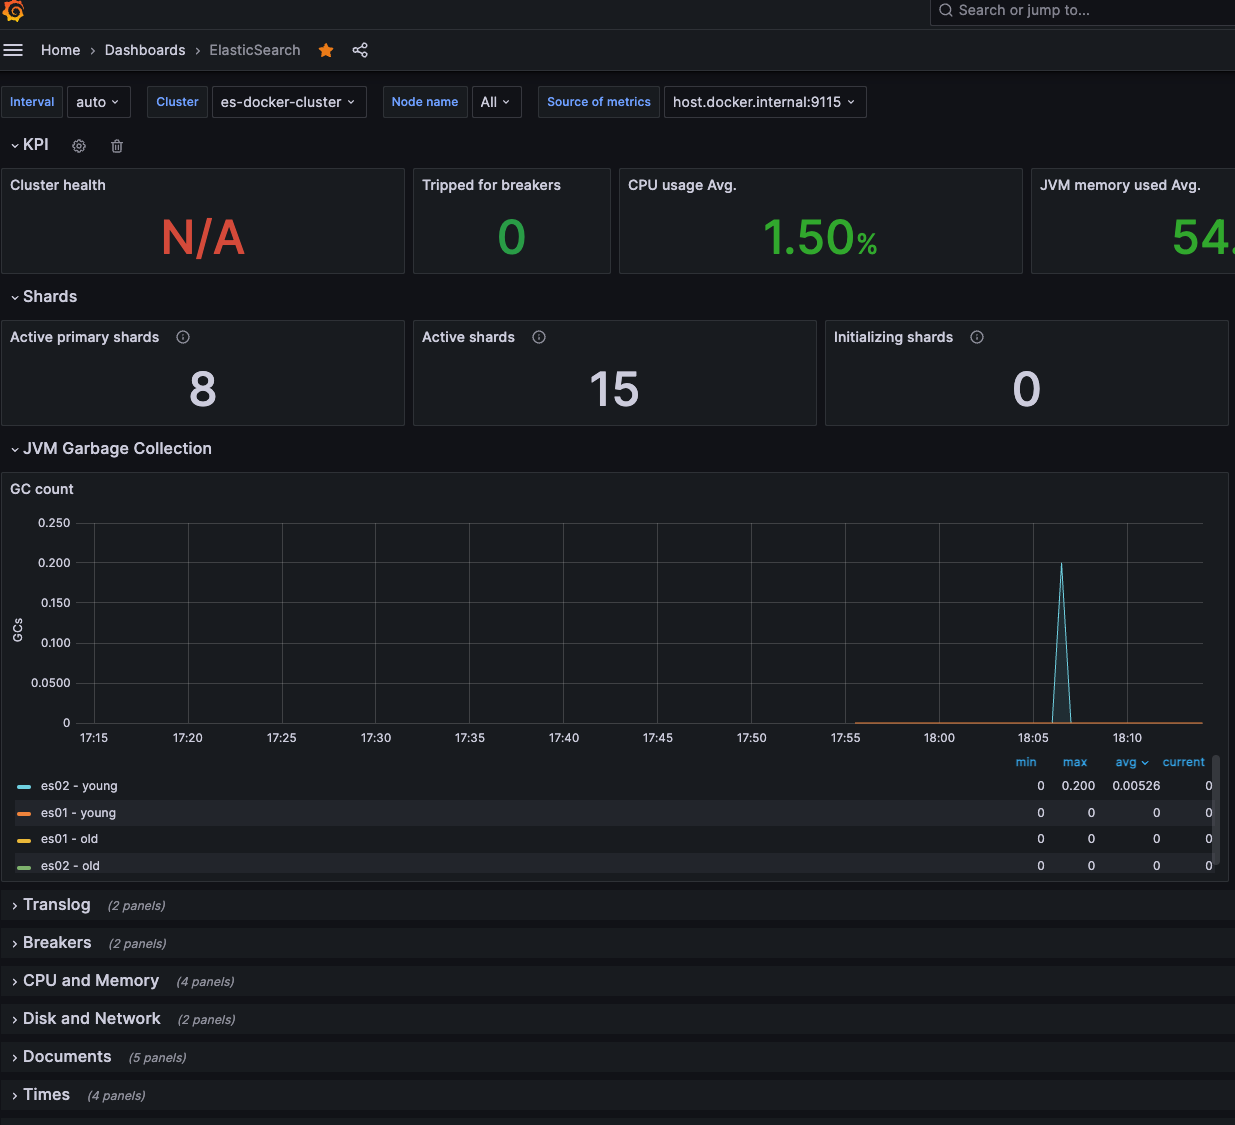 Search or jump to...
Home › Dashboards › ElasticSearch
Interval auto Cluster es-docker-cluster Node name All Source of metrics host.docker.internal:9115
KPI
Cluster health Tripped for breakers CPU usage Avg. JVM memory used Avg.
N/A 0 1.50% 54.
Shards
Active primary shards Active shards Initializing shards
8 15 0
JVM Garbage Collection
GC count
0.250
0.200
0.150
0.100
0.0500
0
GCs
17:15 17:20 17:25 17:30 17:35 17:40 17:45 17:50 17:55 18:00 18:05 18:10
min max avg current
es02 - young 0 0.200 0.00526 0
es01 - young 0 0 0 0
es01 - old 0 0 0 0
es02 - old 0 0 0 0
Translog (2 panels)
Breakers (2 panels)
CPU and Memory (4 panels)
Disk and Network (2 panels)
Documents (5 panels)
Times (4 panels)